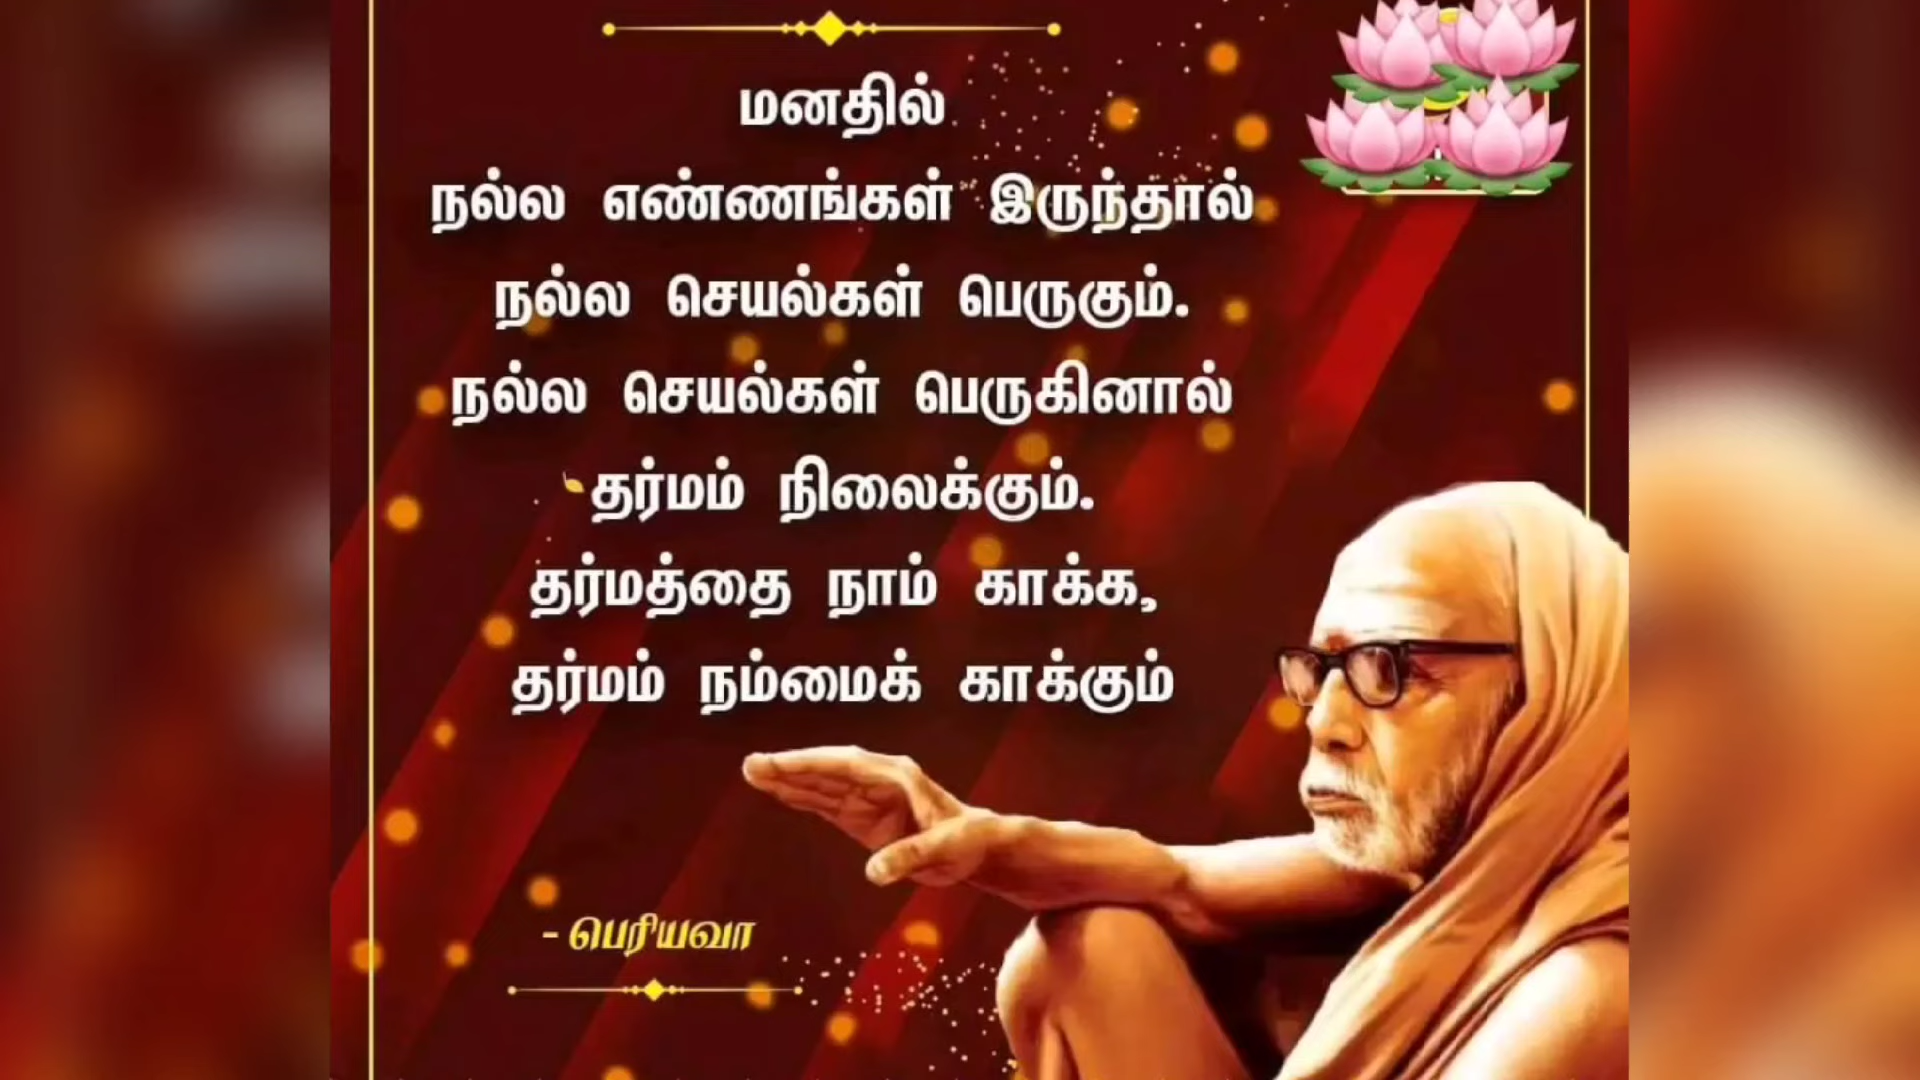 மனதில்
நல்ல எண்ணங்கள் இருந்தால்
நல்ல செயல்கள் பெருகும்.
நல்ல செயல்கள் பெருகினால்
தர்மம் நிலைக்கும்.
தர்மத்தை நாம் காக்க,
தர்மம் நம்மைக் காக்கும்
- பெரியவா